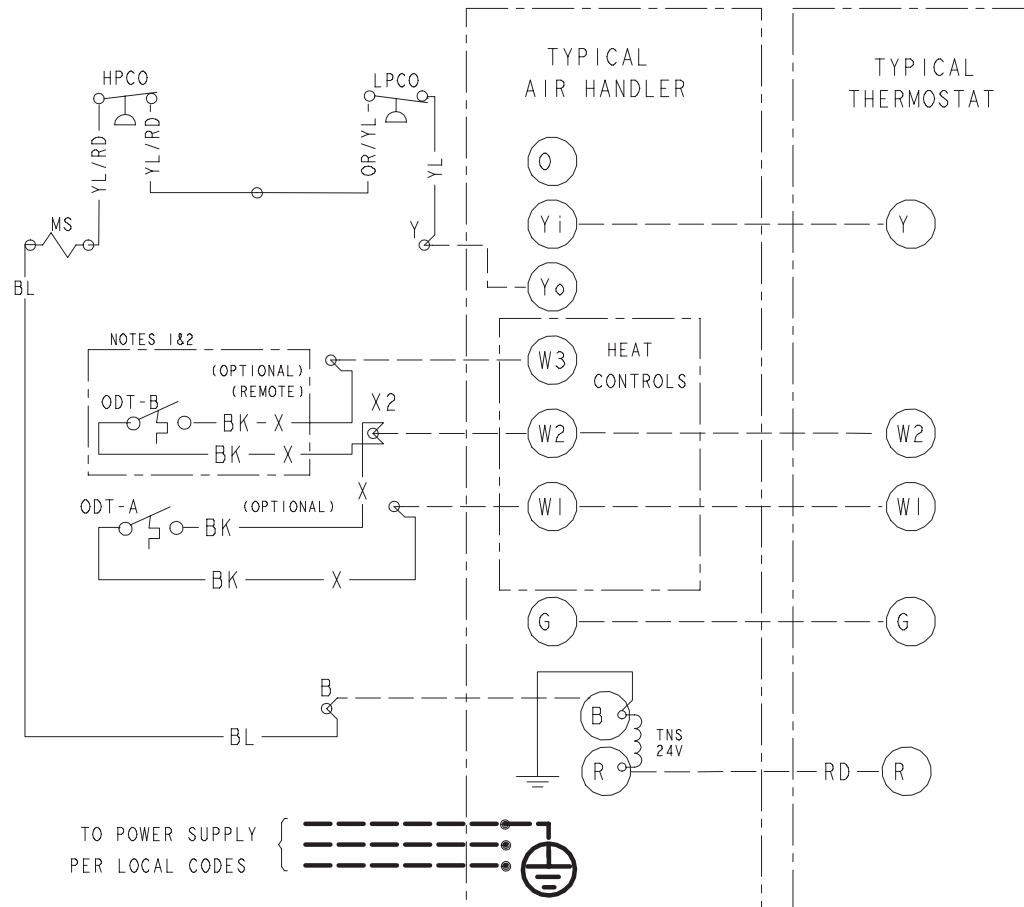 TYPICAL
AIR HANDLER
TYPICAL
THERMOSTAT
HPCO
LPCO
YL/RD
YL/RD
OR/YL
YL
O
MS
Y
Yi
Y
BL
Yo
NOTES 1&2
(OPTIONAL)
(REMOTE)
W3
HEAT
CONTROLS
ODT-B
BK-X
X2
BK
X
W2
W2
X
ODT-A
BK
(OPTIONAL)
W1
W1
BK
X
G
G
B
BL
B
TNS
24V
R
RD
R
TO POWER SUPPLY
PER LOCAL CODES